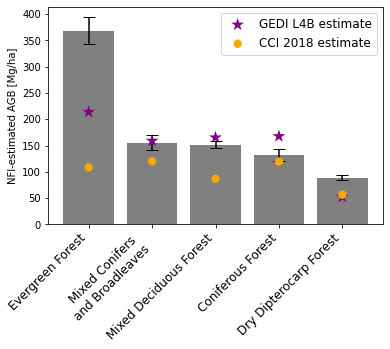 NFI-estimated AGB [Mg/ha]
400
350
300
250
200
150
100
50
0
GEDI L4B estimate
CCI 2018 estimate
Evergreen Forest
Mixed Conifers
and Broadleaves
Mixed Deciduous Forest
Coniferous Forest
Dry Dipterocarp Forest